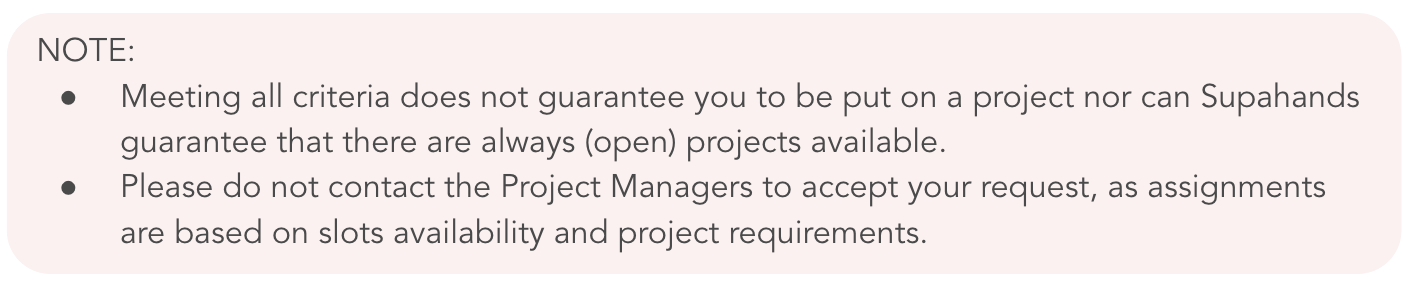 NOTE:
● Meeting all criteria does not guarantee you to be put on a project nor can Supahands
guarantee that there are always (open) projects available.
● Please do not contact the Project Managers to accept your request, as assignments
are based on slots availability and project requirements.